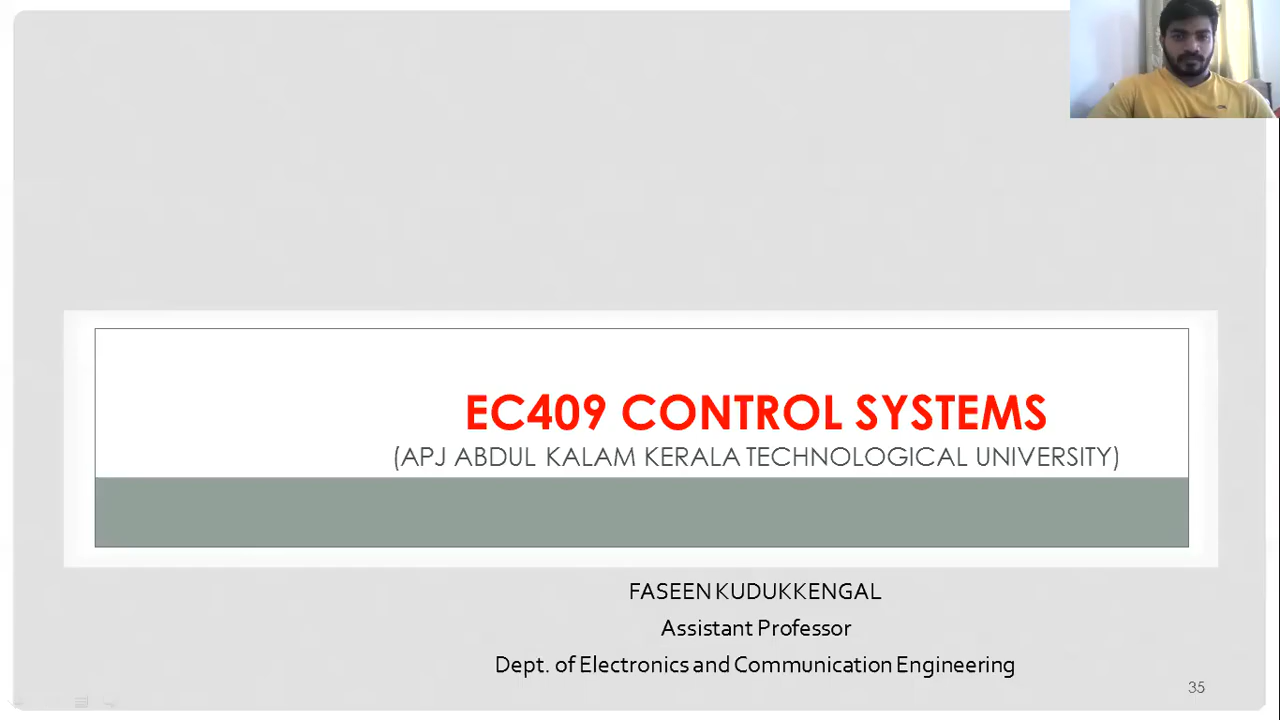 EC409 CONTROL SYSTEMS
(APJ ABDUL KALAM KERALA TECHNOLOGICAL UNIVERSITY)
FASEEN KUDUKKENGAL
Assistant Professor
Dept. of Electronics and Communication Engineering
35